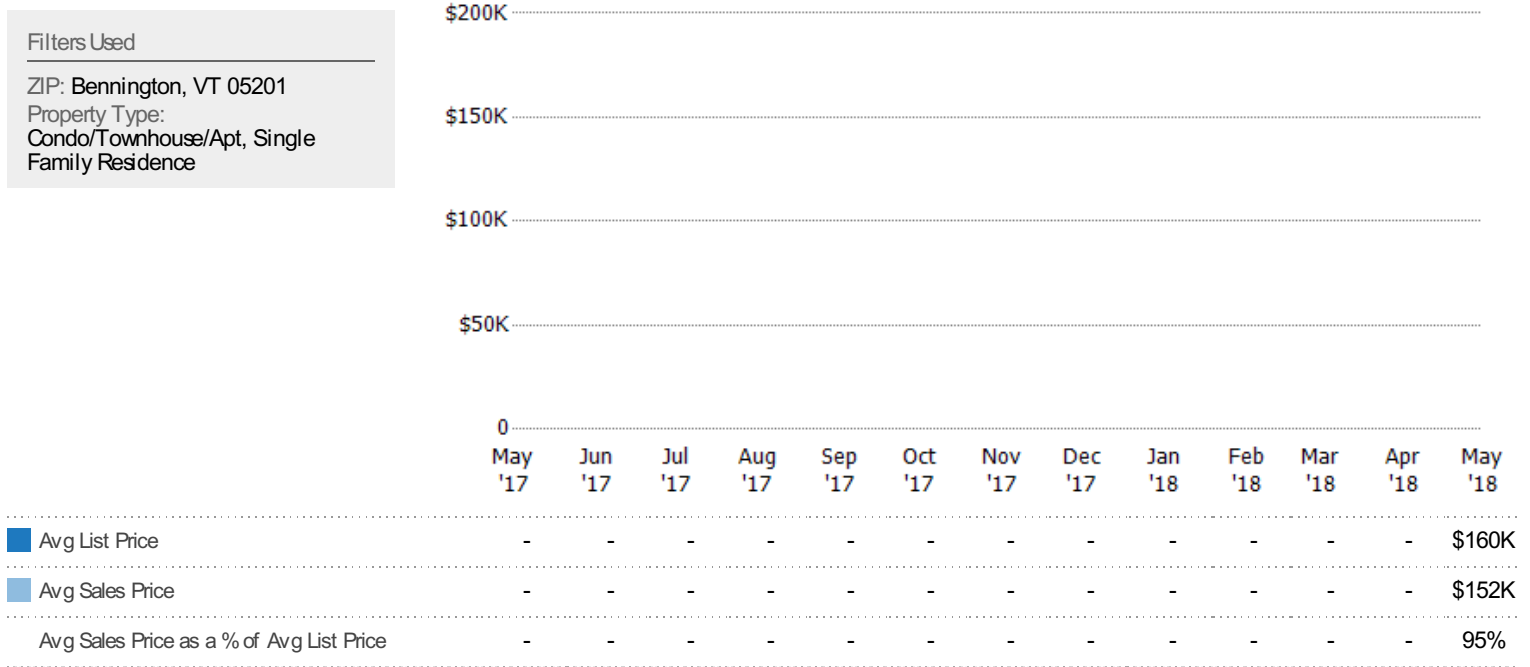 Filters Used
ZIP: Bennington, VT 05201
Property Type:
Condo/Townhouse/Apt, Single
Family Residence
$200K
$150K
$100K
$50K
0
May Jun Jul Aug Sep Oct Nov Dec Jan Feb Mar Apr May
'17 '17 '17 '17 '17 '17 '17 '17 '18 '18 '18 '18 '18
Avg List Price - - - - - - - - - - - - $160K
Avg Sales Price - - - - - - - - - - - - $152K
Avg Sales Price as a % of Avg List Price - - - - - - - - - - - - 95%